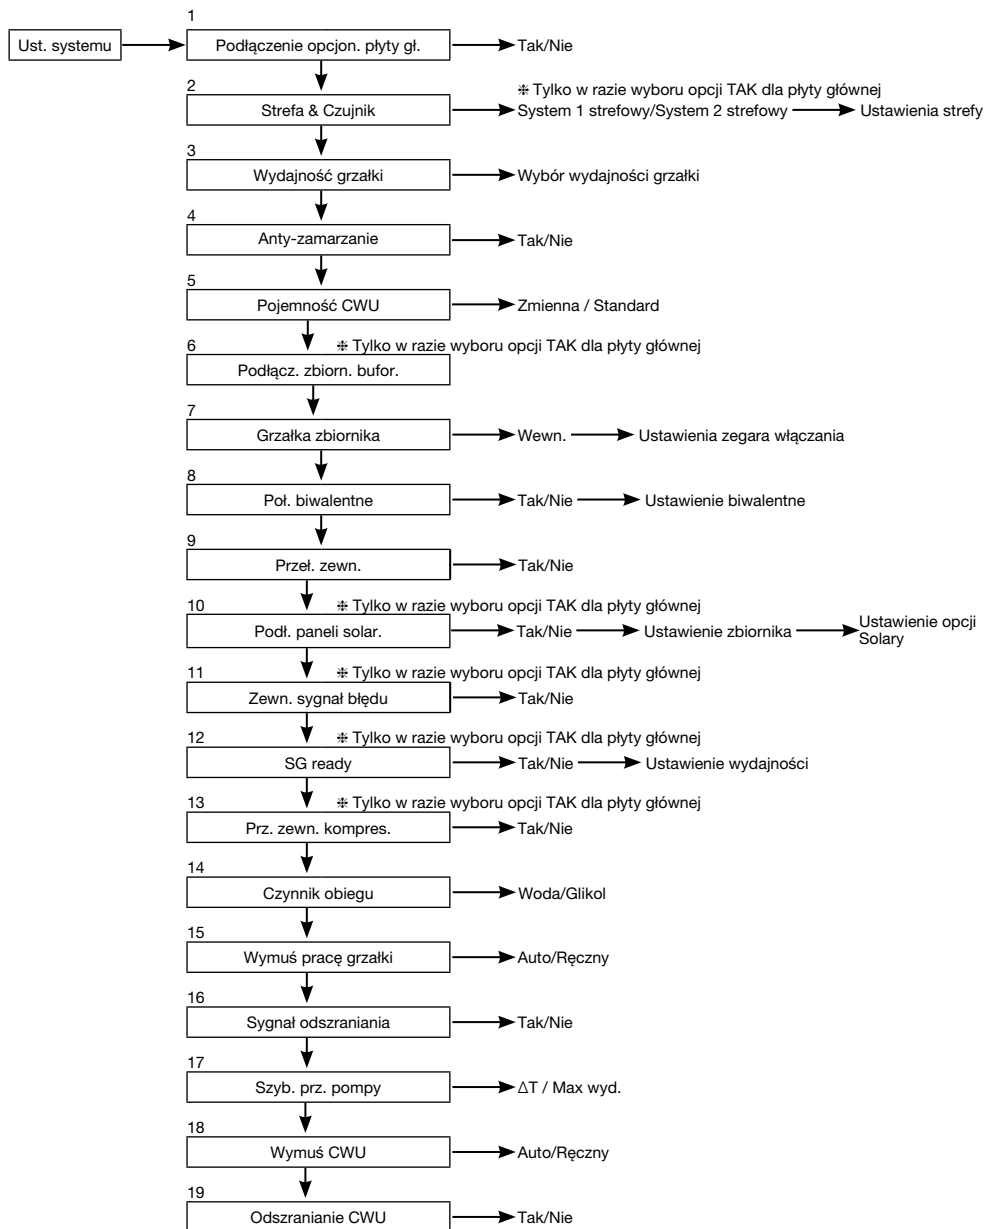 1
Ust. systemu
Podłączenie opcjon. płyty gł.
Tak/Nie
2
❉ Tylko w razie wyboru opcji TAK dla płyty głównej
Strefa & Czujnik
System 1 strefowy/System 2 strefowy
Ustawienia strefy
3
Wydajność grzałki
Wybór wydajności grzałki
4
Anty-zamarzanie
Tak/Nie
5
Pojemność CWU
Zmienna / Standard
6
❉ Tylko w razie wyboru opcji TAK dla płyty głównej
Podłącz. zbiorn. bufor.
7
Grzałka zbiornika
Wewn.
Ustawienia zegara włączania
8
Poł. biwalentne
Tak/Nie
Ustawienie biwalentne
9
Przeł. zewn.
Tak/Nie
10
❉ Tylko w razie wyboru opcji TAK dla płyty głównej
Podł. paneli solar.
Tak/Nie
Ustawienie zbiornika
Ustawienie opcji
Solary
11
❉ Tylko w razie wyboru opcji TAK dla płyty głównej
Zewn. sygnał błędu
Tak/Nie
12
❉ Tylko w razie wyboru opcji TAK dla płyty głównej
SG ready
Tak/Nie
Ustawienie wydajności
13
❉ Tylko w razie wyboru opcji TAK dla płyty głównej
Prz. zewn. kompres.
Tak/Nie
14
Czynnik obiegu
Woda/Glikol
15
Wymuś pracę grzałki
Auto/Ręczny
16
Sygnał odszraniania
Tak/Nie
17
Szyb. prz. pompy
ΔT / Max wyd.
18
Wymuś CWU
Auto/Ręczny
19
Odszranianie CWU
Tak/Nie